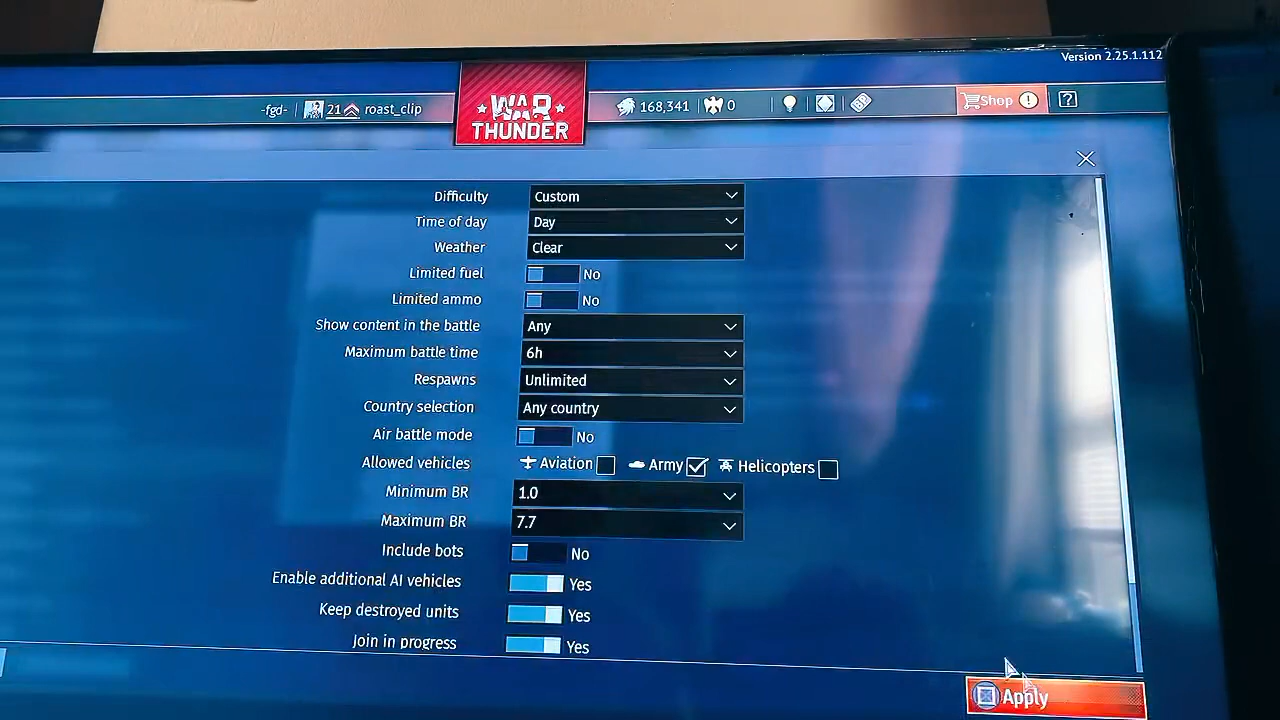 Version 2.25.1.112
-fgd- 21 roast_clip WAR THUNDER 168,341 0 Shop ! ?
Difficulty Custom
Time of day Day
Weather Clear
Limited fuel No
Limited ammo No
Show content in the battle Any
Maximum battle time 6h
Respawns Unlimited
Country selection Any country
Air battle mode No
Allowed vehicles Aviation Army Helicopters
Minimum BR 1.0
Maximum BR 7.7
Include bots No
Enable additional AI vehicles Yes
Keep destroyed units Yes
Join in progress Yes
Apply